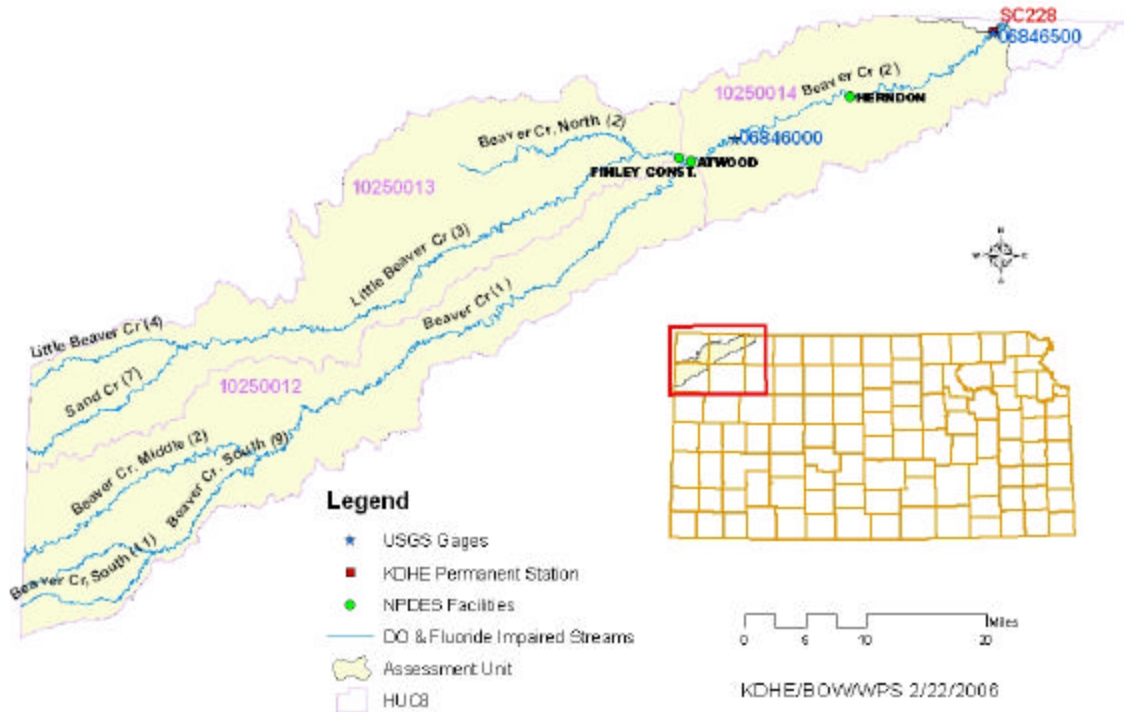 SC228
06846500
Beaver Cr (2)
10250014
HERNDON
Beaver Cr, North (2)
06846000
ATWOOD
FINLEY CONST.
10250013
Little Beaver Cr (3)
Beaver Cr (1)
Little Beaver Cr (4)
Sand Cr (7)
10250012
Beaver Cr, Middle (2)
Beaver Cr, South (9)
Beaver Cr, South (11)
N
W
E
S
Legend
USGS Gages
KDHE Permanent Station
NPDES Facilities
DO & Fluoride Impaired Streams
Assessment Unit
HUC8
Miles
0 5 10 20
KDHE/BOW/WPS 2/22/2006